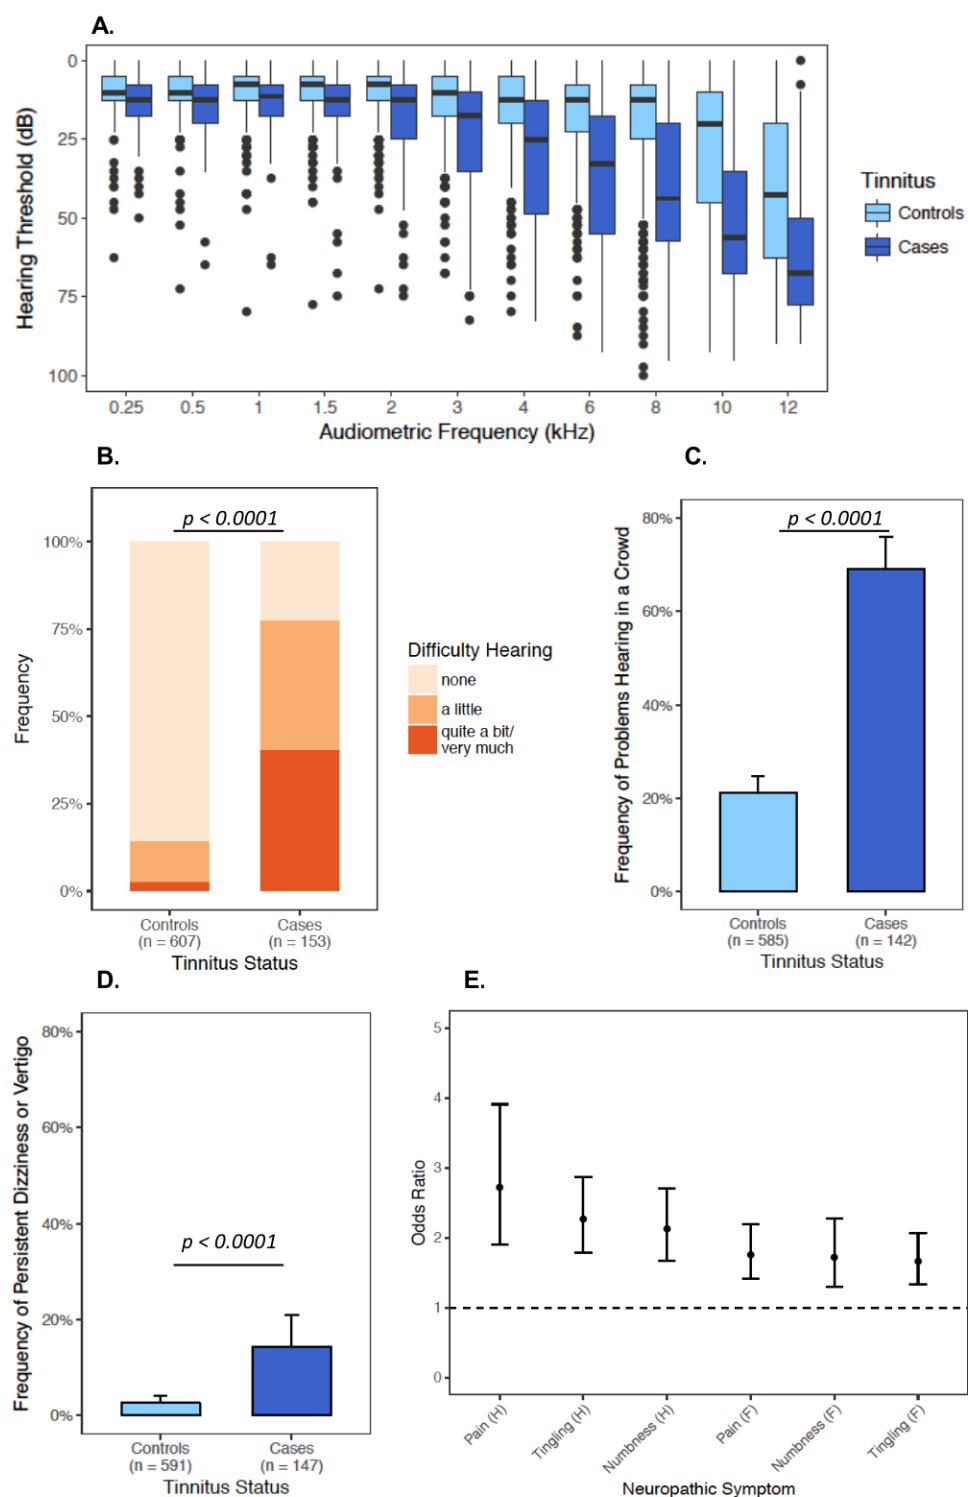 A.
Hearing Threshold (dB)
0
25
50
75
100
0.25 0.5 1 1.5 2 3 4 6 8 10 12
Audiometric Frequency (kHz)
Tinnitus
Controls
Cases
B.
p < 0.0001
Frequency
100%
75%
50%
25%
0%
Controls Cases
(n = 607) (n = 153)
Tinnitus Status
Difficulty Hearing
none
a little
quite a bit/
very much
C.
p < 0.0001
Frequency of Problems Hearing in a Crowd
80%
60%
40%
20%
0%
Controls Cases
(n = 585) (n = 142)
Tinnitus Status
D.
Frequency of Persistent Dizziness or Vertigo
80%
60%
40%
20%
0%
p < 0.0001
Controls Cases
(n = 591) (n = 147)
Tinnitus Status
E.
Odds Ratio
5
4
3
2
1
0
Pain (H) Tingling (H) Numbness (H) Pain (F) Numbness (F) Tingling (F)
Neuropathic Symptom